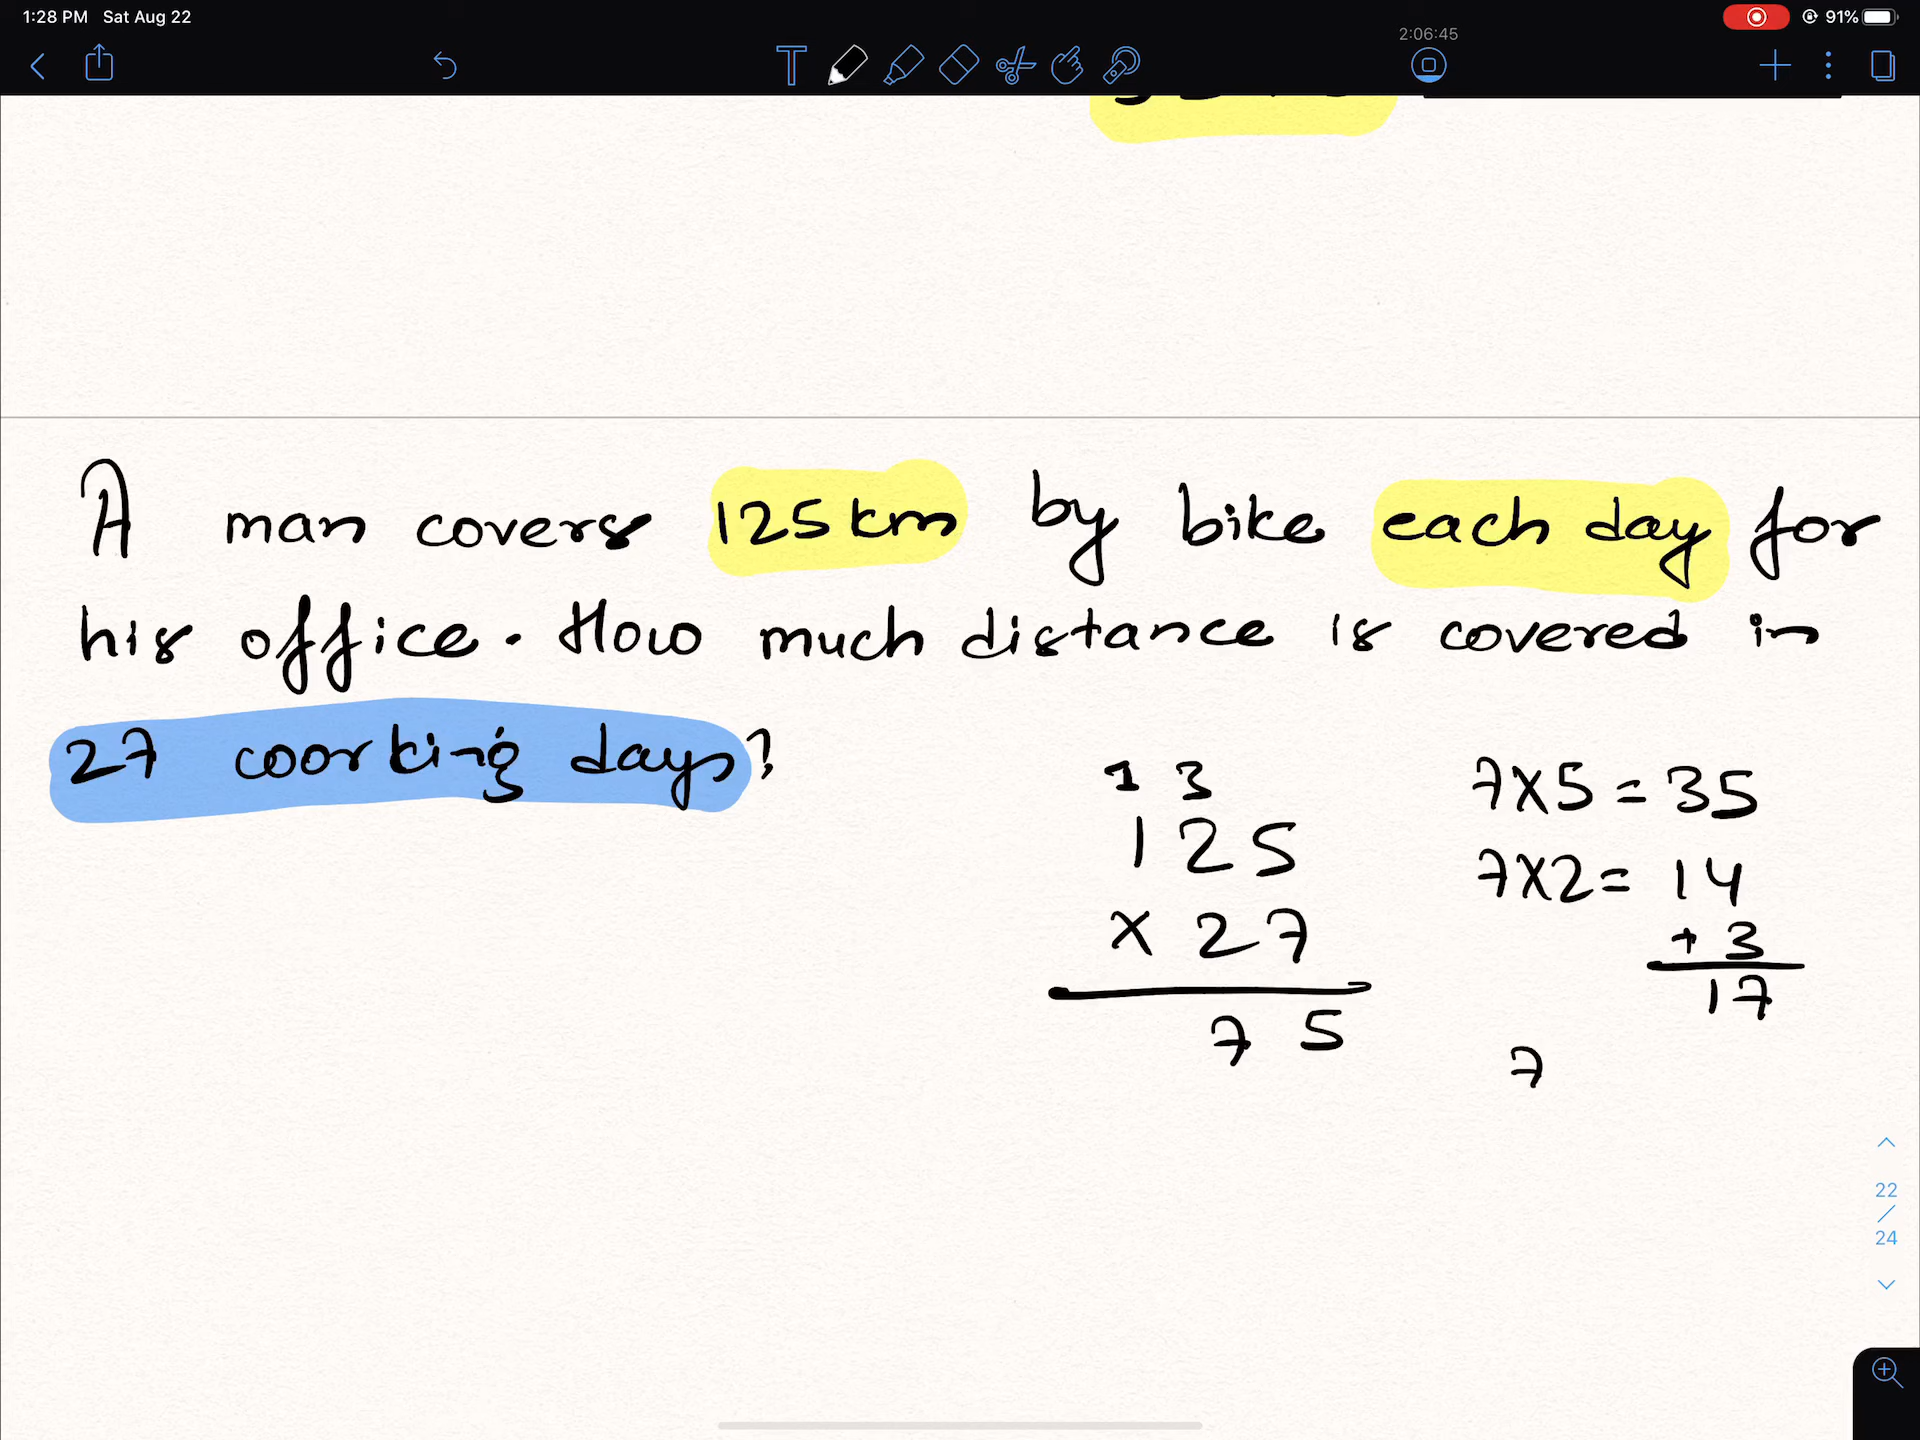 1:28 PM Sat Aug 22
91%
2:06:45
T
A man covers 125km by bike each day for
his office. How much distance is covered in
27 working days?
1 3
125
x 27
7 5
7x5 = 35
7x2 = 14
+ 3
17
7
22
/
24